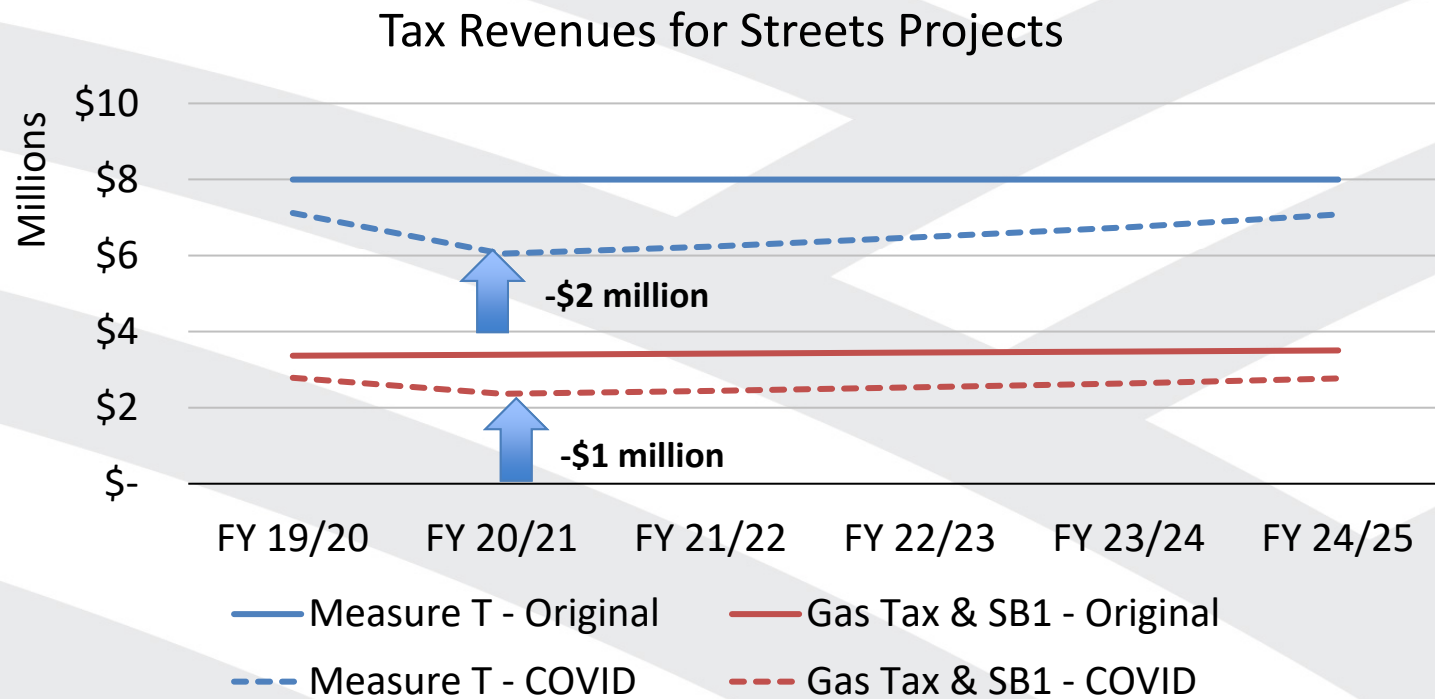 Tax Revenues for Streets Projects
Millions
$10
$8
$6
$4
$2
$-
-$2 million
-$1 million
FY 19/20 FY 20/21 FY 21/22 FY 22/23 FY 23/24 FY 24/25
Measure T - Original Gas Tax & SB1 - Original
Measure T - COVID Gas Tax & SB1 - COVID